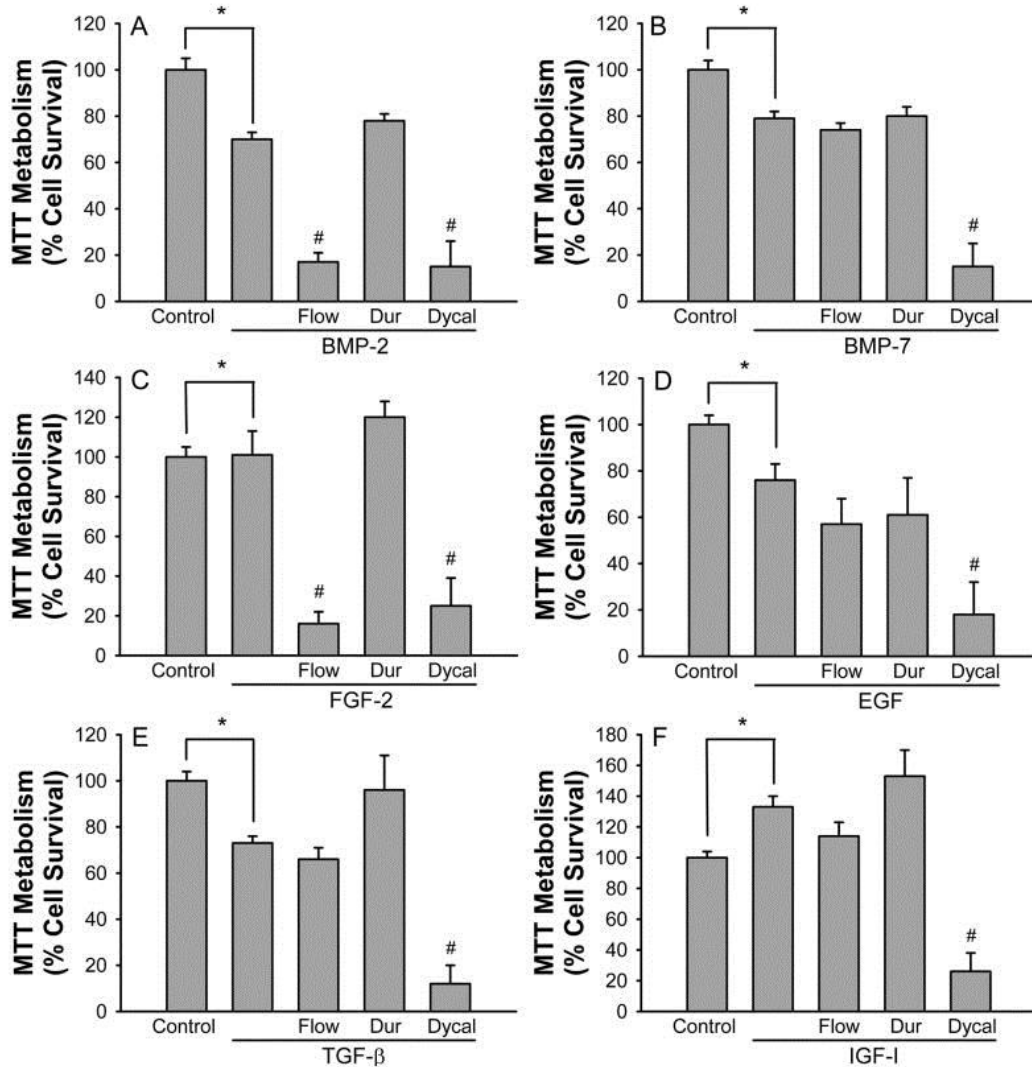 A
MTT Metabolism
(% Cell Survival)
120
100
80
60
40
20
0
*
#
#
Control
Flow
Dur
Dycal
BMP-2
B
MTT Metabolism
(% Cell Survival)
120
100
80
60
40
20
0
*
#
Control
Flow
Dur
Dycal
BMP-7
C
MTT Metabolism
(% Cell Survival)
140
120
100
80
60
40
20
0
*
#
#
Control
Flow
Dur
Dycal
FGF-2
D
MTT Metabolism
(% Cell Survival)
120
100
80
60
40
20
0
*
#
Control
Flow
Dur
Dycal
EGF
E
MTT Metabolism
(% Cell Survival)
120
100
80
60
40
20
0
*
#
Control
Flow
Dur
Dycal
TGF-β
F
MTT Metabolism
(% Cell Survival)
180
160
140
120
100
80
60
40
20
0
*
#
Control
Flow
Dur
Dycal
IGF-I